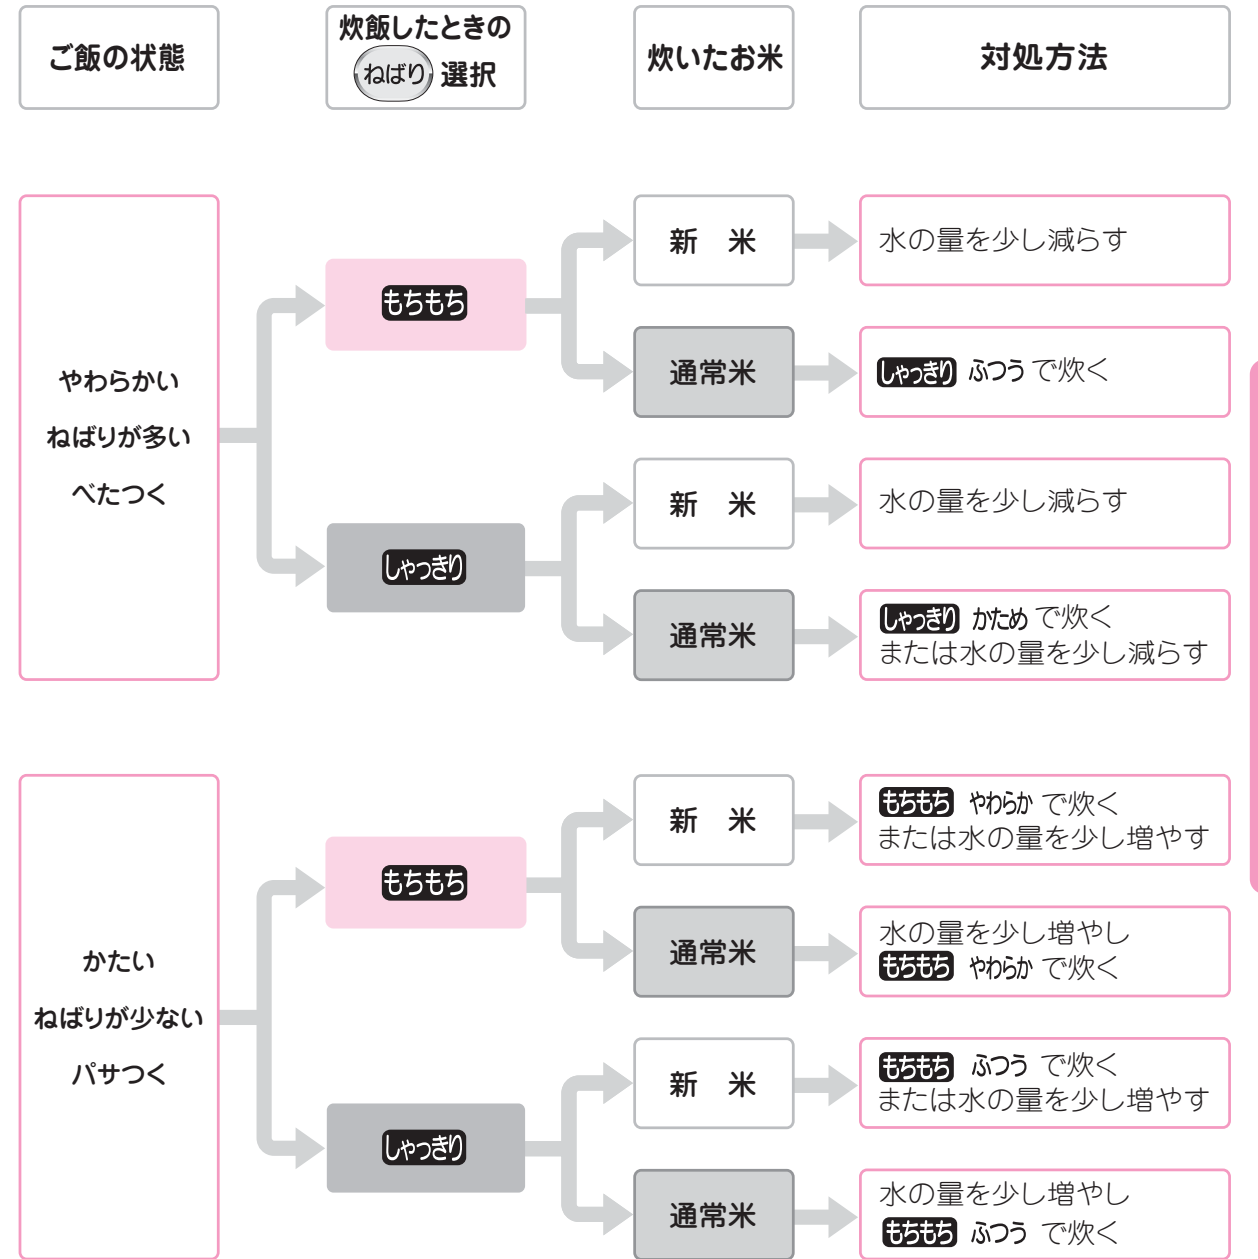 ご飯の状態
炊飯したときの
ねばり 選択
炊いたお米
対処方法
やわらかい
ねばりが多い
べたつく
もちもち
新　米
水の量を少し減らす
通常米
しゃっきり ふつう で炊く
しゃっきり
新　米
水の量を少し減らす
通常米
しゃっきり かため で炊く
または水の量を少し減らす
かたい
ねばりが少ない
パサつく
もちもち
新　米
もちもち やわらか で炊く
または水の量を少し増やす
通常米
水の量を少し増やし
もちもち やわらか で炊く
しゃっきり
新　米
もちもち ふつう で炊く
または水の量を少し増やす
通常米
水の量を少し増やし
もちもち ふつう で炊く